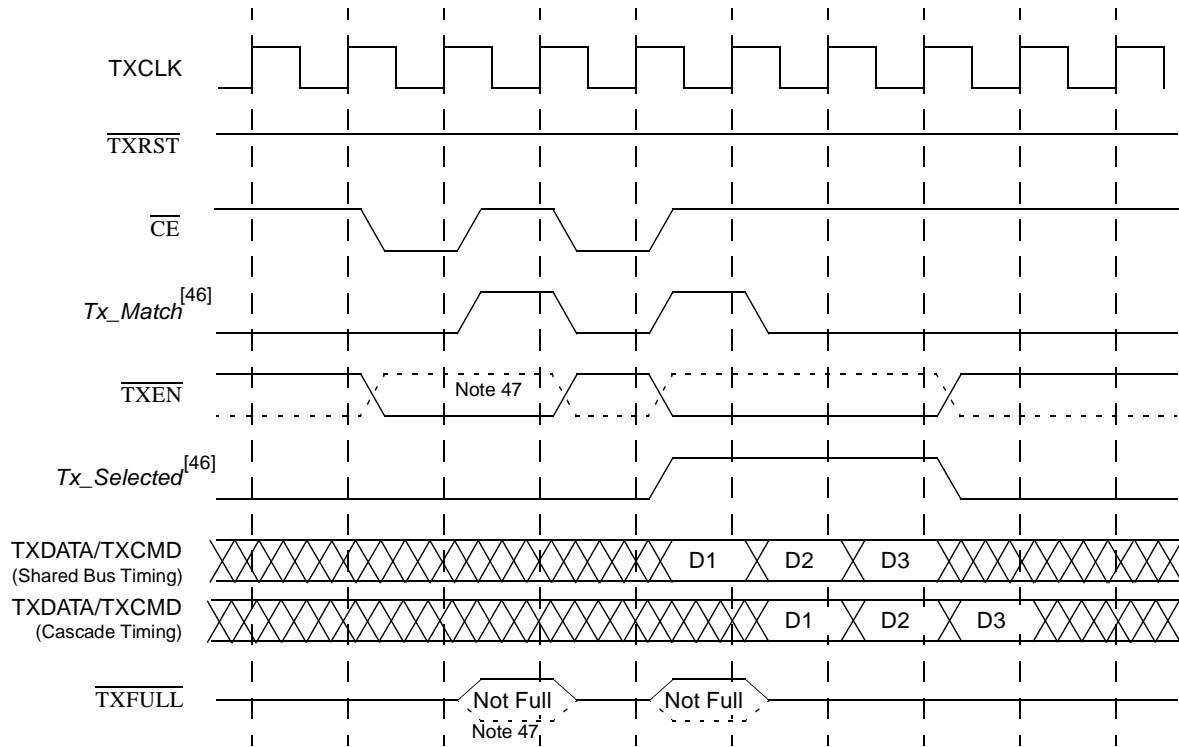 TXCLK
TXRST
CE
Tx_Match[46]
TXEN
Note 47
Tx_Selected[46]
TXDATA/TXCMD
(Shared Bus Timing)
D1 D2 D3
TXDATA/TXCMD
(Cascade Timing)
D1 D2 D3
TXFULL
Not Full Not Full
Note 47